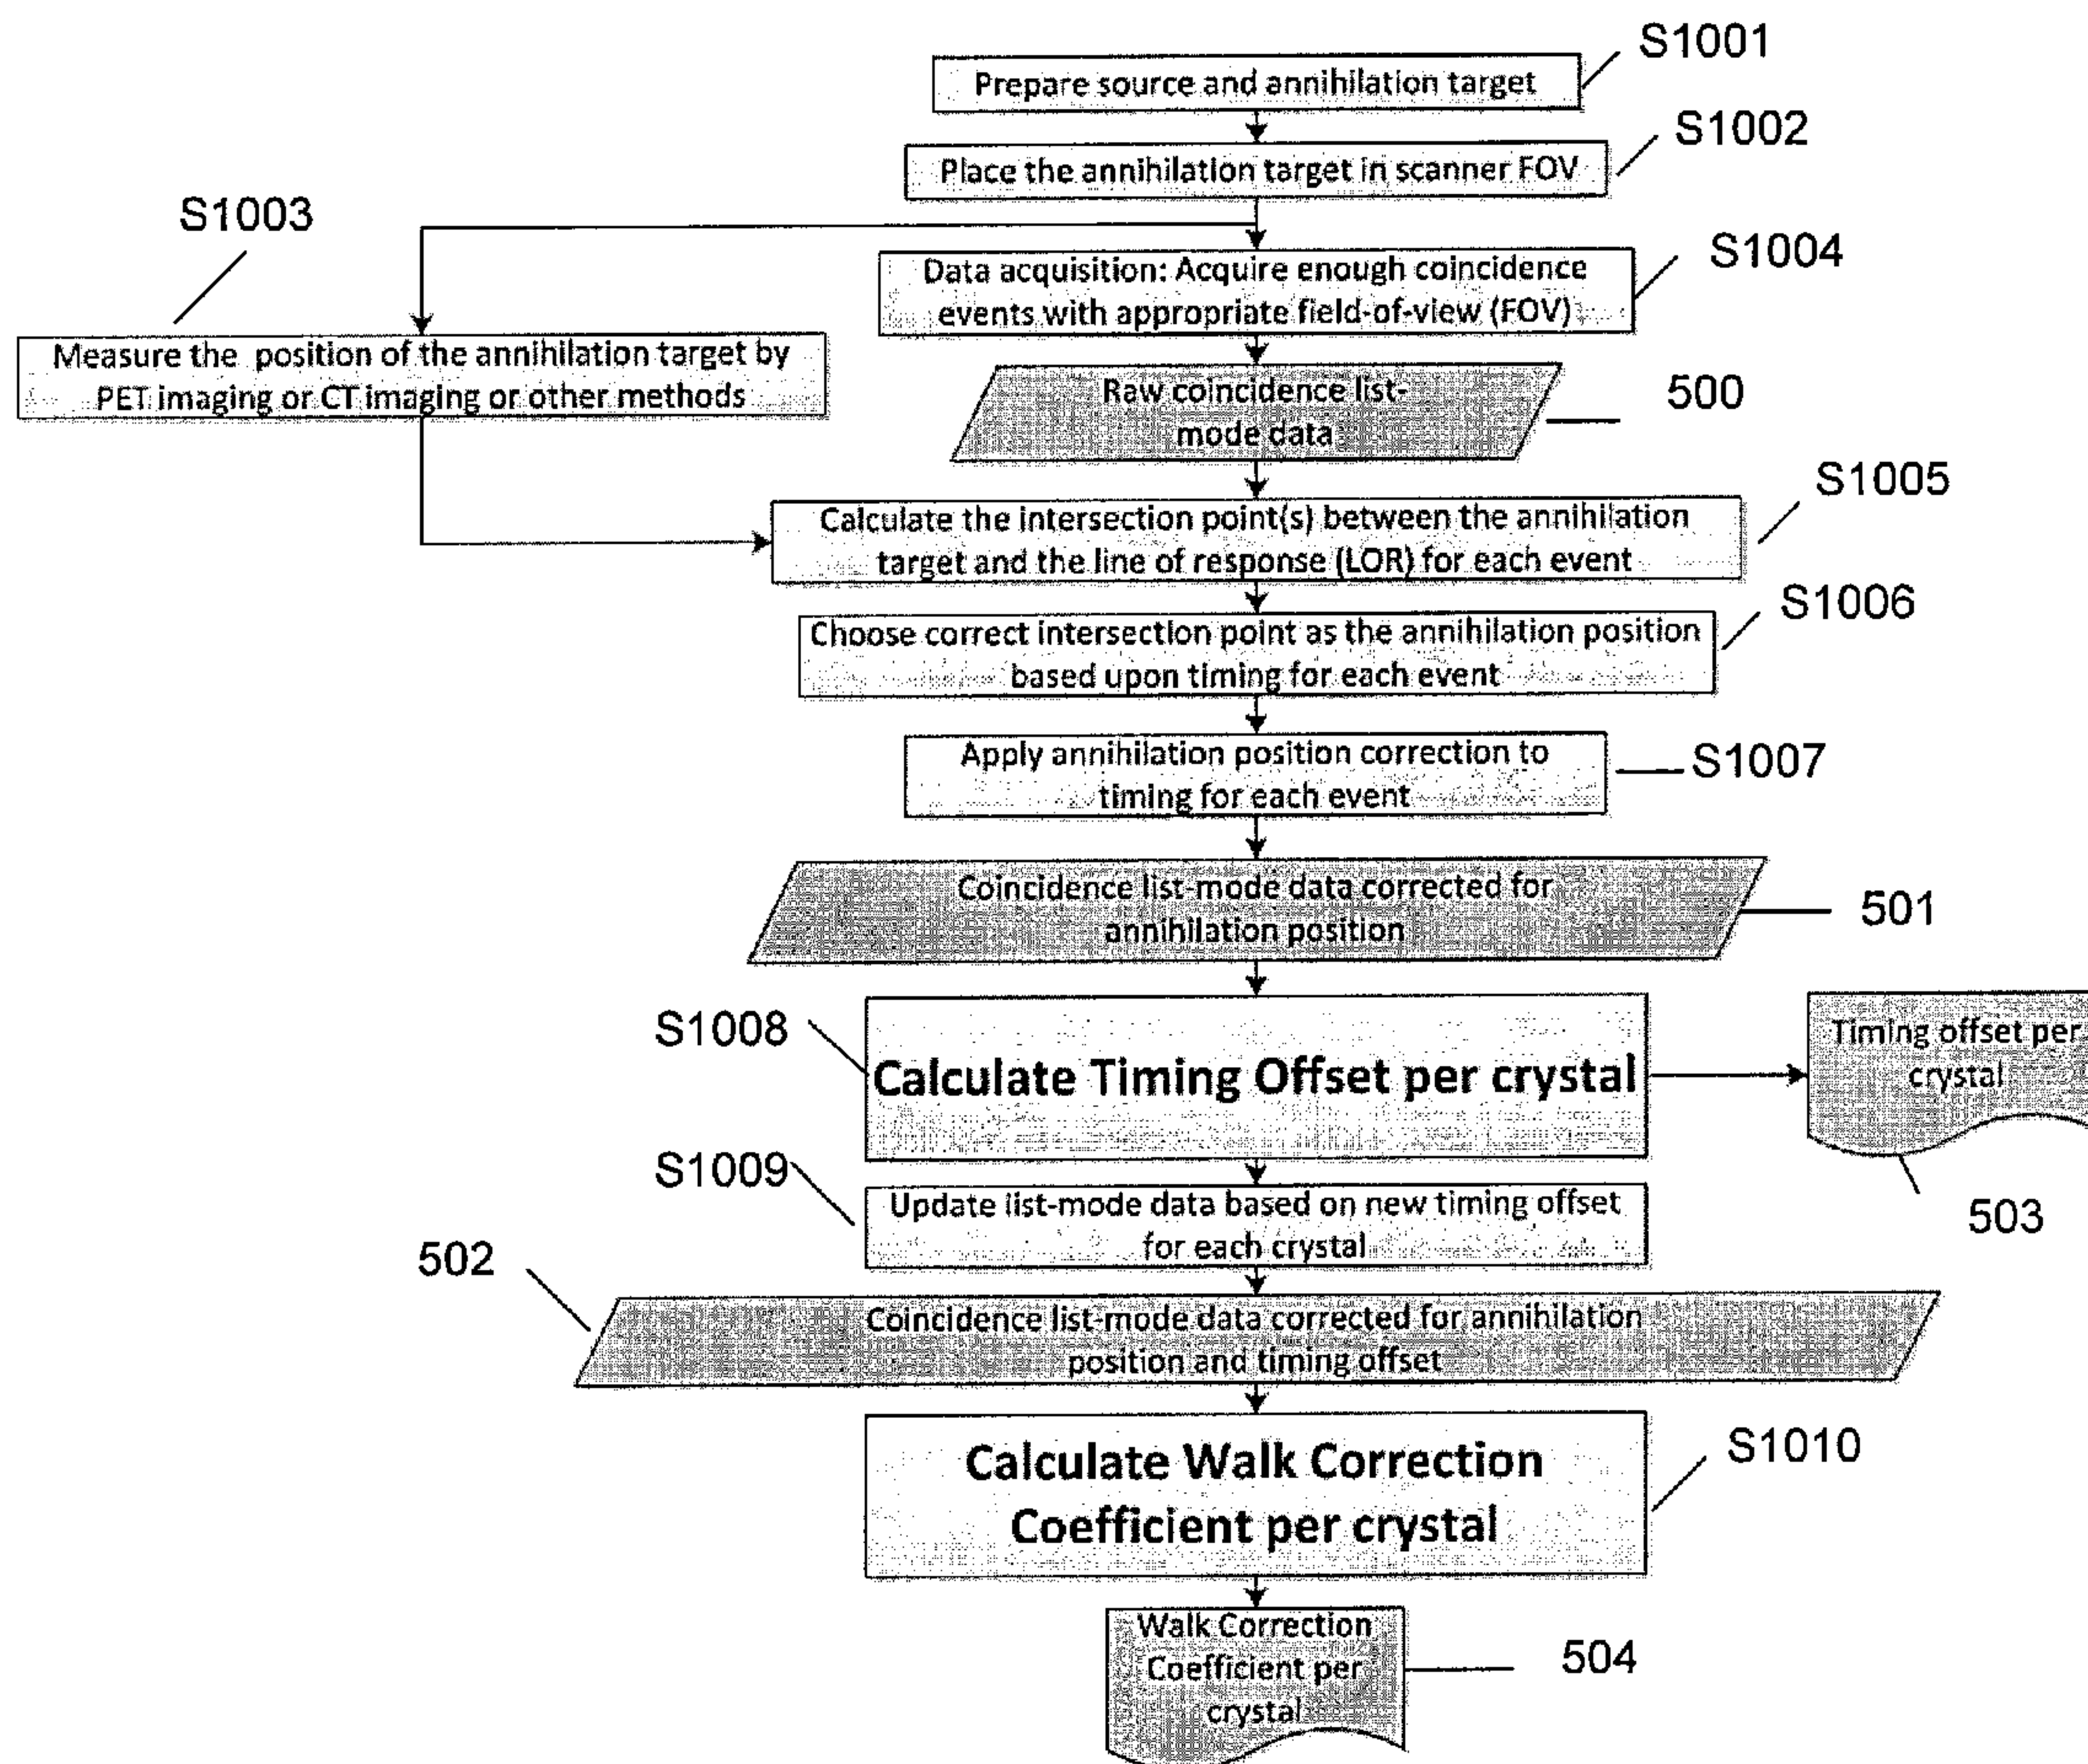 S1001
Prepare source and annihilation target
S1002
Place the annihilation target in scanner FOV
S1003
S1004
Data acquisition: Acquire enough coincidence
events with appropriate field-of-view (FOV)
Measure the position of the annihilation target by
PET imaging or CT imaging or other methods
Raw coincidence list-
mode data
500
S1005
Calculate the intersection point(s) between the annihilation
target and the line of response (LOR) for each event
S1006
Choose correct intersection point as the annihilation position
based upon timing for each event
Apply annihilation position correction to
timing for each event
S1007
Coincidence list-mode data corrected for
annihilation position
501
S1008
Calculate Timing Offset per crystal
Timing offset per
crystal
503
S1009
Update list-mode data based on new timing offset
for each crystal
502
Coincidence list-mode data corrected for annihilation
position and timing offset
Calculate Walk Correction
Coefficient per crystal
S1010
Walk Correction
Coefficient per
crystal
504